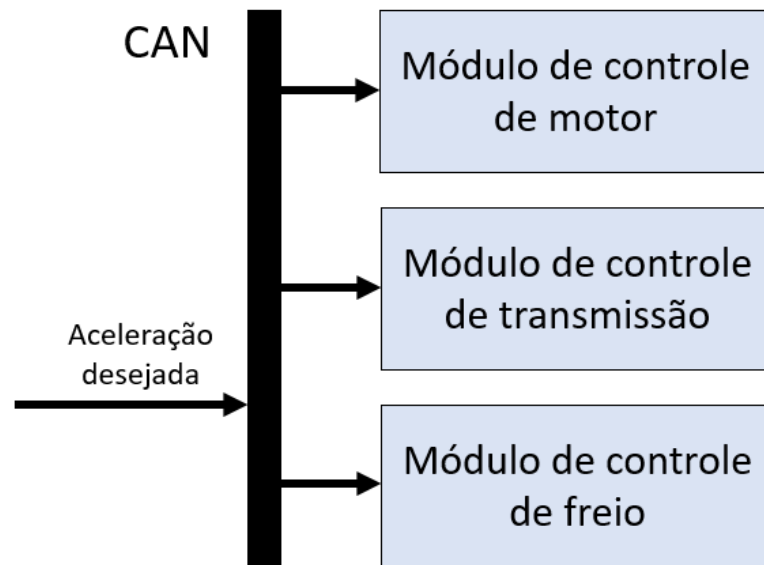 CAN
Módulo de controle
de motor
Módulo de controle
de transmissão
Aceleração
desejada
Módulo de controle
de freio